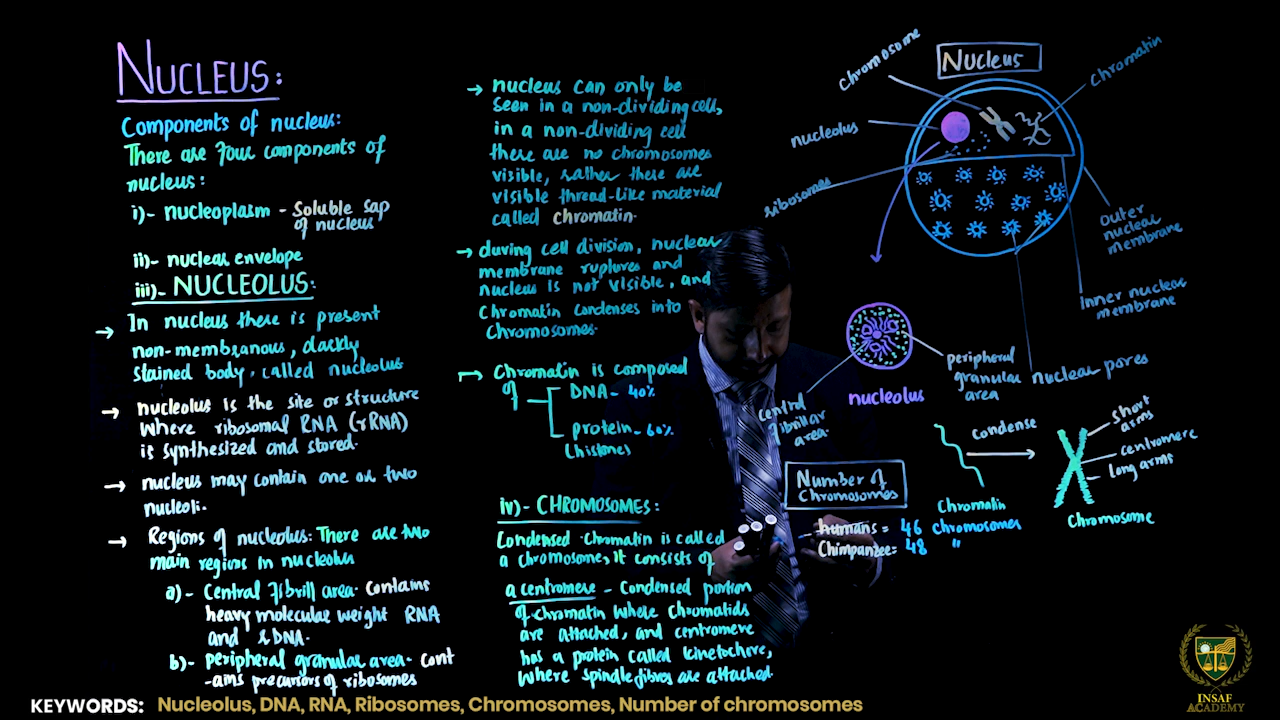 NUCLEUS:
Components of nucleus:
There are four components of
nucleus:
i)- nucleoplasm - Soluble sap
of nucleus
ii)- nuclear envelope
iii)- NUCLEOLUS:
→ In nucleus there is present
non-membranous, darkly
stained body, called nucleolus
→ nucleolus is the site or structure
where ribosomal RNA (rRNA)
is synthesized and stored.
→ nucleus may contain one or two
nucleoli.
→ Regions of nucleolus: There are two
main regions in nucleolus
a)- Central fibrill area. Contains
heavy molecular weight RNA
and rDNA.
b)- peripheral granular area- cont
-ains precursors of ribosomes
→ nucleus can only be
seen in a non-dividing cell,
in a non-dividing cell
there are no chromosomes
visible, rather there are
visible thread-like material
called chromatin.
→ during cell division, nuclear
membrane ruptures and
nucleus is not visible, and
Chromatin condenses into
Chromosomes.
→ Chromatin is composed
of
DNA - 40%
protein - 60%
Chistones
iv)- CHROMOSOMES:
Condensed chromatin is called
a chromosome, It consists of
a centromere - Condensed portion
of chromatin where chromatids
are attached, and centromere
has a protein called kinetochore,
where spindle fibres are attached.
Nucleus
chromosome
chromatin
nucleolus
ribosomes
outer
nuclear
membrane
Inner nuclear
membrane
nuclear pores
peripheral
granular
area
nucleolus
central
fibrillar
area.
Condense
Chromatin
short
arms
centromere
long arms
Chromosome
Number of
Chromosomes
humans = 46 Chromosomes
Chimpanzee = 48 "
KEYWORDS: Nucleolus, DNA, RNA, Ribosomes, Chromosomes, Number of chromosomes
INSAF
ACADEMY